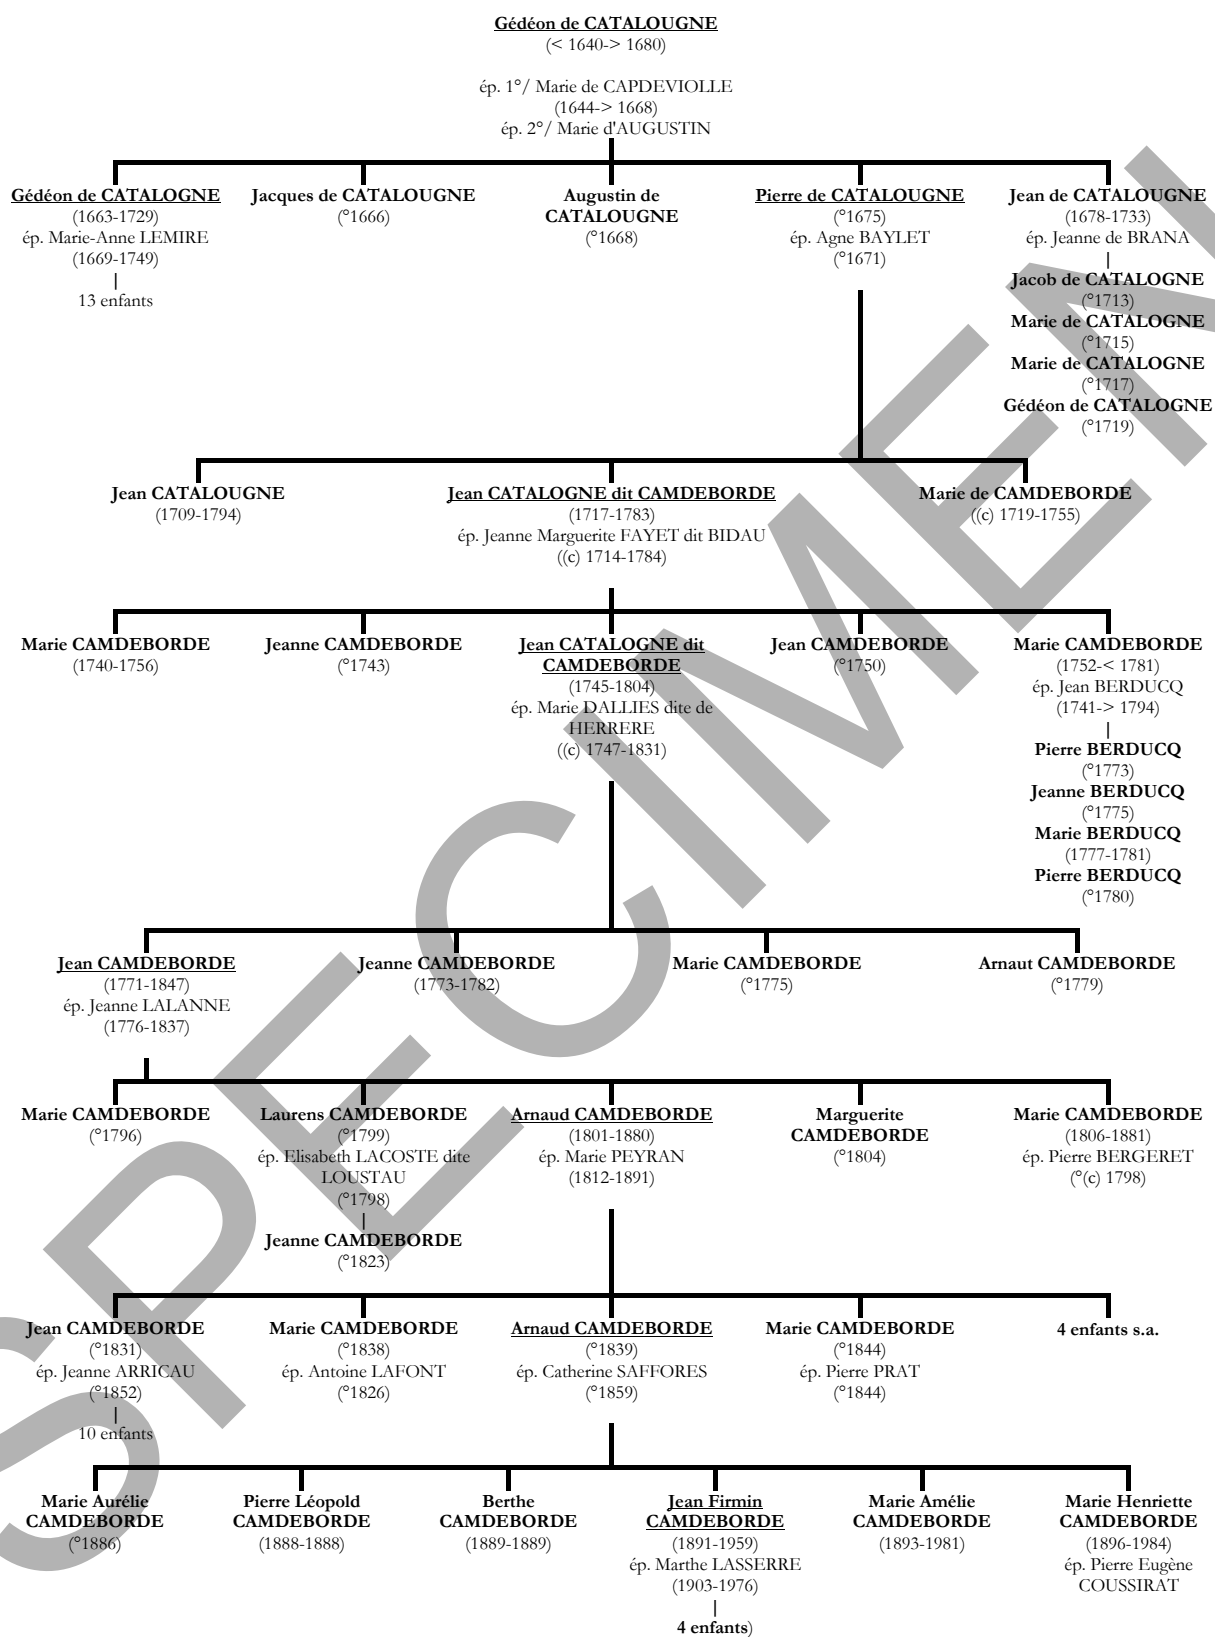 Gédéon de CATALOUGNE
(< 1640-> 1680)
ép. 1°/ Marie de CAPDEVIOLLE
(1644-> 1668)
ép. 2°/ Marie d'AUGUSTIN
Gédéon de CATALOGNE
(1663-1729)
ép. Marie-Anne LEMIRE
(1669-1749)
|
13 enfants
Jacques de CATALOUGNE
(°1666)
Augustin de
CATALOUGNE
(°1668)
Pierre de CATALOUGNE
(°1675)
ép. Agne BAYLET
(°1671)
Jean de CATALOUGNE
(1678-1733)
ép. Jeanne de BRANA
|
Jacob de CATALOGNE
(°1713)
Marie de CATALOGNE
(°1715)
Marie de CATALOGNE
(°1717)
Gédéon de CATALOGNE
(°1719)
Jean CATALOUGNE
(1709-1794)
Jean CATALOGNE dit CAMDEBORDE
(1717-1783)
ép. Jeanne Marguerite FAYET dit BIDAU
((c) 1714-1784)
Marie de CAMDEBORDE
((c) 1719-1755)
Marie CAMDEBORDE
(1740-1756)
Jeanne CAMDEBORDE
(°1743)
Jean CATALOGNE dit
CAMDEBORDE
(1745-1804)
ép. Marie DALLIES dite de
HERRERE
((c) 1747-1831)
Jean CAMDEBORDE
(°1750)
Marie CAMDEBORDE
(1752-< 1781)
ép. Jean BERDUCQ
(1741-> 1794)
|
Pierre BERDUCQ
(°1773)
Jeanne BERDUCQ
(°1775)
Marie BERDUCQ
(1777-1781)
Pierre BERDUCQ
(°1780)
Jean CAMDEBORDE
(1771-1847)
ép. Jeanne LALANNE
(1776-1837)
Jeanne CAMDEBORDE
(1773-1782)
Marie CAMDEBORDE
(°1775)
Arnaut CAMDEBORDE
(°1779)
Marie CAMDEBORDE
(°1796)
Laurens CAMDEBORDE
(°1799)
ép. Elisabeth LACOSTE dite
LOUSTAU
(°1798)
|
Jeanne CAMDEBORDE
(°1823)
Arnaud CAMDEBORDE
(1801-1880)
ép. Marie PEYRAN
(1812-1891)
Marguerite
CAMDEBORDE
(°1804)
Marie CAMDEBORDE
(1806-1881)
ép. Pierre BERGERET
(°(c) 1798)
Jean CAMDEBORDE
(°1831)
ép. Jeanne ARRICAU
(°1852)
|
10 enfants
Marie CAMDEBORDE
(°1838)
ép. Antoine LAFONT
(°1826)
Arnaud CAMDEBORDE
(°1839)
ép. Catherine SAFFORES
(°1859)
Marie CAMDEBORDE
(°1844)
ép. Pierre PRAT
(°1844)
4 enfants s.a.
Marie Aurélie
CAMDEBORDE
(°1886)
Pierre Léopold
CAMDEBORDE
(1888-1888)
Berthe
CAMDEBORDE
(1889-1889)
Jean Firmin
CAMDEBORDE
(1891-1959)
ép. Marthe LASSERRE
(1903-1976)
|
4 enfants)
Marie Amélie
CAMDEBORDE
(1893-1981)
Marie Henriette
CAMDEBORDE
(1896-1984)
ép. Pierre Eugène
COUSSIRAT
SPECIMEN